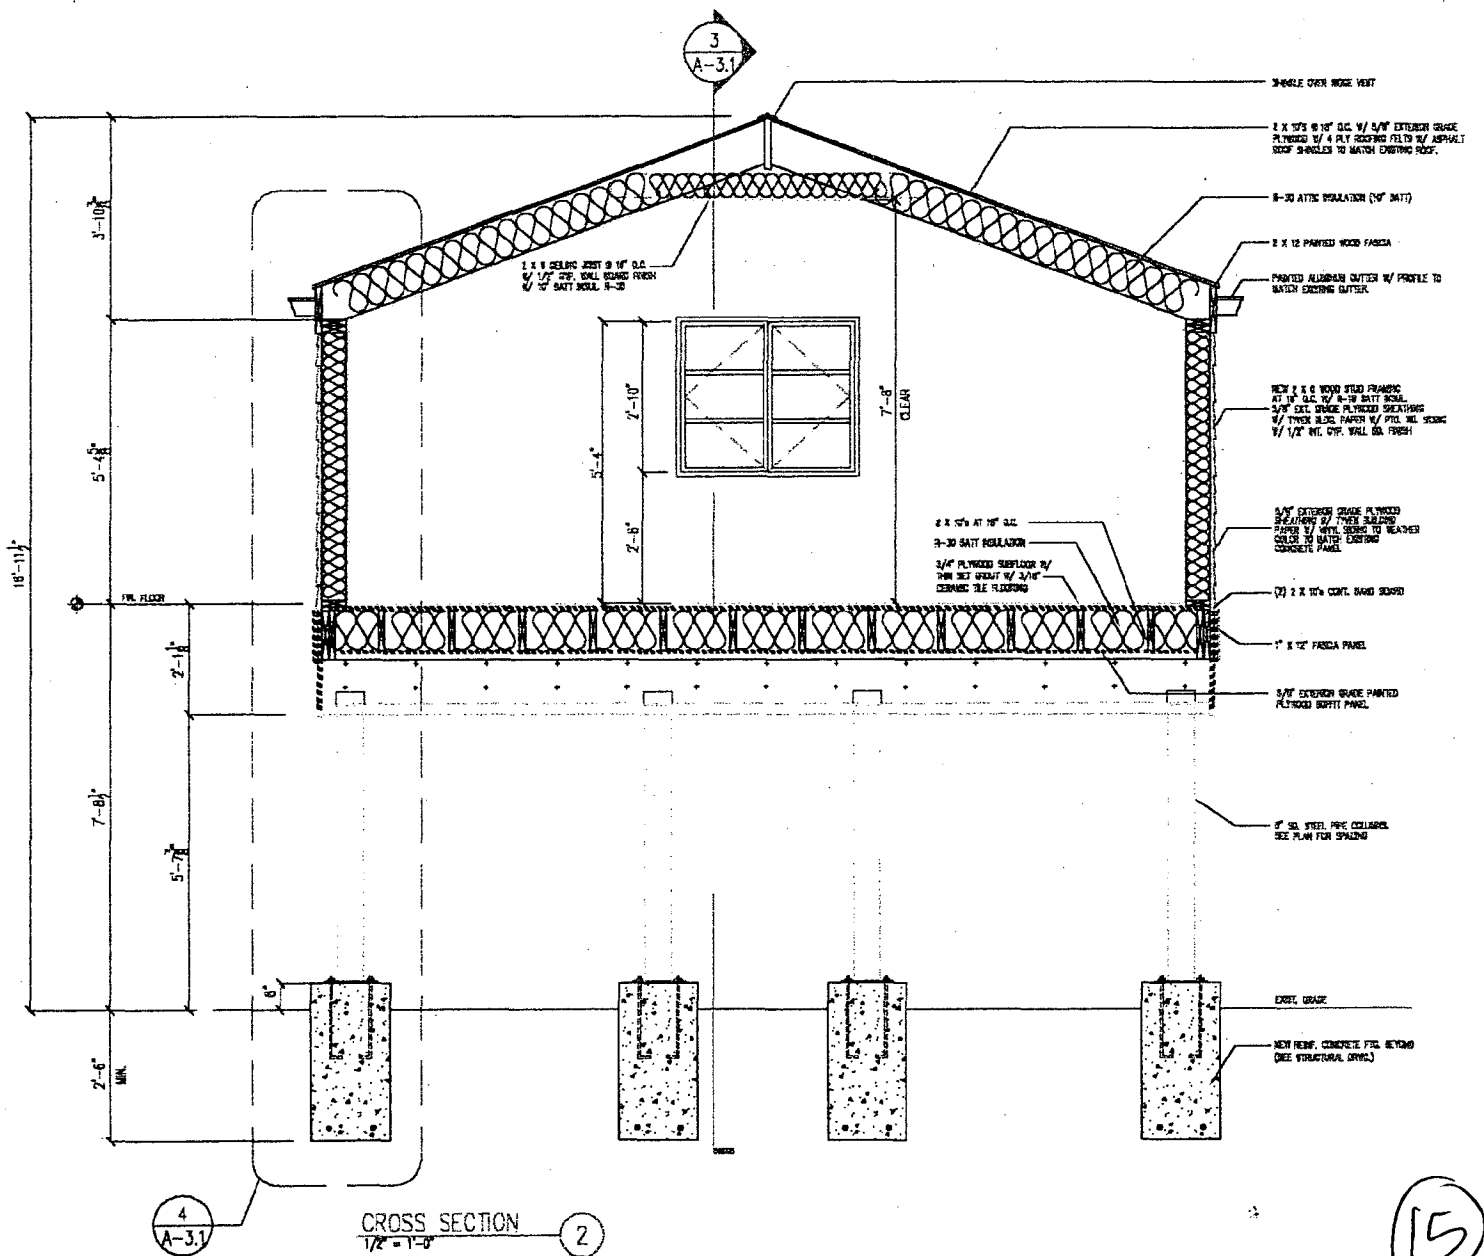 3
A-3.1
SHINGLE OVER RIDGE VENT
2 X 10'S @ 16" O.C. W/ 5/8" EXTERIOR GRADE
PLYWOOD W/ 4 PLY ROOFING FELTS W/ ASPHALT
ROOF SHINGLES TO MATCH EXISTING ROOF.
R-30 ATTIC INSULATION (10" BATT)
2 X 12 PAINTED WOOD FASCIA
PAINTED ALUMINUM GUTTER W/ PROFILE TO
MATCH EXISTING GUTTER.
CEILING JOIST @ 16" O.C.
W/ 1/2" GYP. WALL BOARD FINISH
W/ 10" BATT INSUL. R-30
3'-10
5'-4
16'-11
5'-4"
2'-10"
2'-6"
7'-8"
CLEAR
NEW 2 X 6 WOOD STUD FRAMING
AT 16" O.C. W/ R-19 BATT INSUL.
5/8" EXT. GRADE PLYWOOD SHEATHING
W/ TYVEK BLDG. PAPER W/ PTD. WD. SIDING
W/ 1/2" INT. GYP. WALL BD. FINISH
5/8" EXTERIOR GRADE PLYWOOD
SHEATHING W/ TYVEK BUILDING
PAPER W/ VINYL SIDING TO WEATHER
COLOR TO MATCH EXISTING
CONCRETE PANEL
2 X 10's AT 16" O.C.
R-30 BATT INSULATION
3/4" PLYWOOD SUBFLOOR W/
THIN SET GROUT W/ 3/16"
CERAMIC TILE FLOORING
(2) 2 X 10's CONT. BAND BOARD
FIN. FLOOR
1" X 12" FASCIA PANEL
5/8" EXTERIOR GRADE PAINTED
PLYWOOD SOFFIT PANEL
2'-1
7'-8
5'-7
SQ. STEEL PIPE COLUMNS.
SEE PLAN FOR SPACING
6"
EXIST. GRADE
2'-6"
MIN.
NEW REINF. CONCRETE FTG. BEYOND
(SEE STRUCTURAL DRWG.)
4
A-3.1
CROSS SECTION
1/2" = 1'-0"
2
15